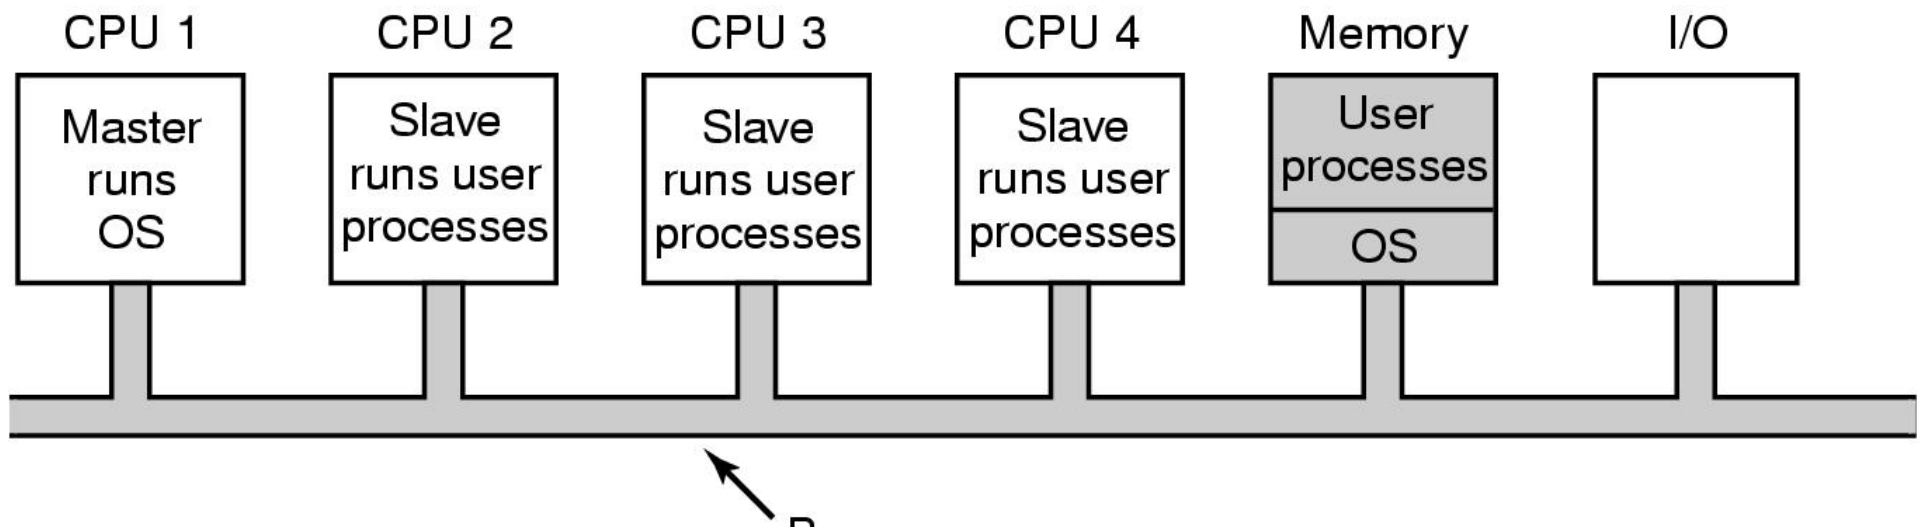 CPU 1
CPU 2
CPU 3
CPU 4
Memory
I/O
Master
runs
OS
Slave
runs user
processes
Slave
runs user
processes
Slave
runs user
processes
User
processes
OS